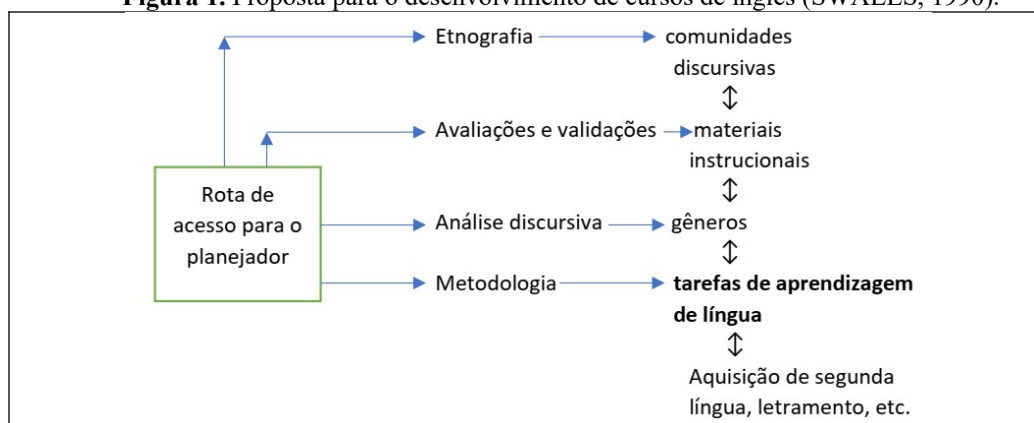 Figura 1. Proposta para o desenvolvimento de cursos de inglês (SWALES, 1990).
Etnografia
comunidades
discursivas
Avaliações e validações
materiais
instrucionais
Rota de
acesso para o
planejador
Análise discursiva
gêneros
Metodologia
tarefas de aprendizagem
de língua
Aquisição de segunda
língua, letramento, etc.